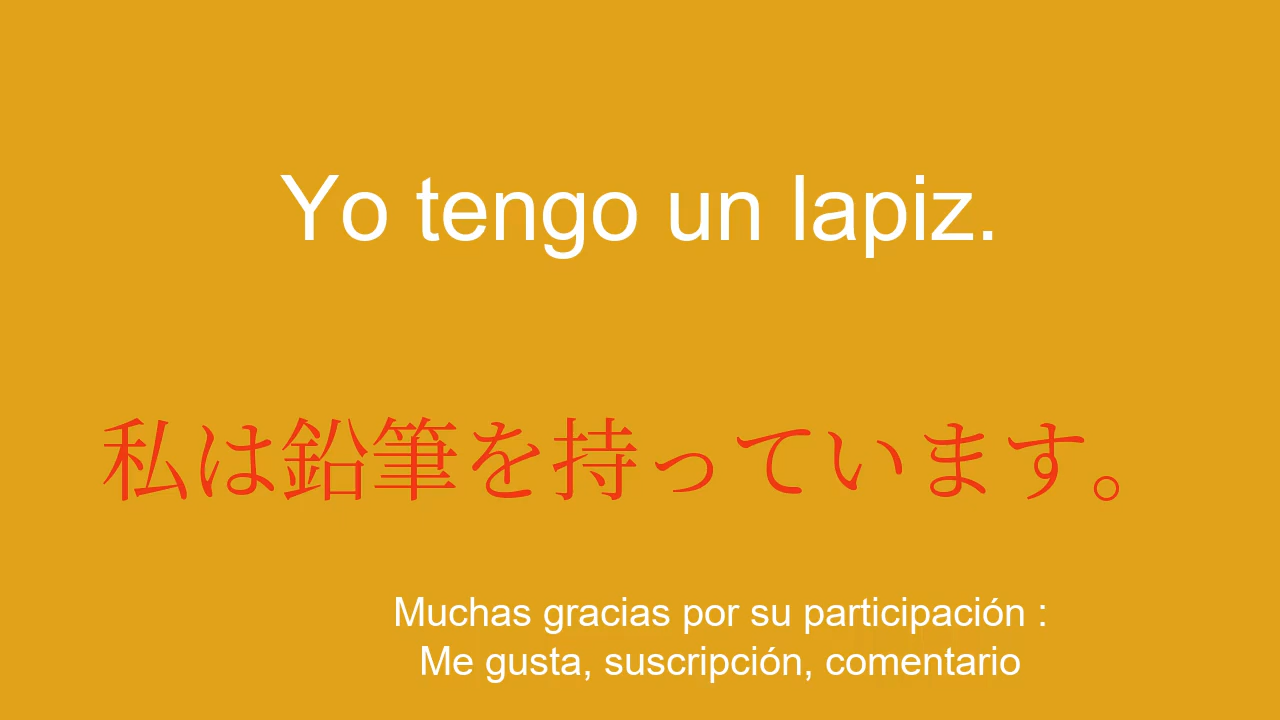 Yo tengo un lapiz.
私は鉛筆を持っています。
Muchas gracias por su participación :
Me gusta, suscripción, comentario